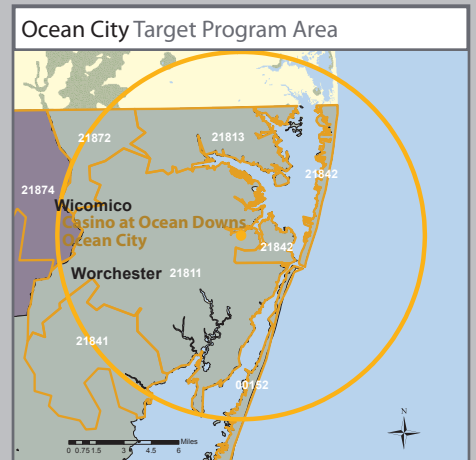 Ocean City Target Program Area
21872
21813
21842
21874
Wicomico
Casino at Ocean Downs
Ocean City
21842
Worchester 21811
21841
00152
N
Miles
0 0.75 1.5 3 4.5 6